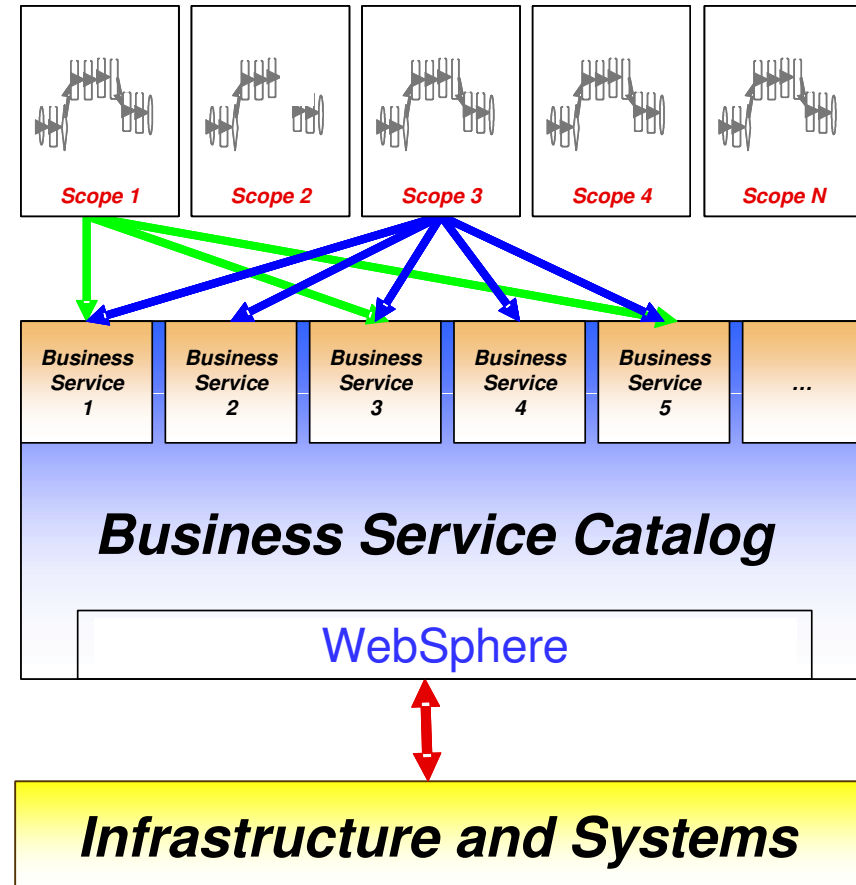 Scope 1
Scope 2
Scope 3
Scope 4
Scope N
Business
Service
1
Business
Service
2
Business
Service
3
Business
Service
4
Business
Service
5
...
Business Service Catalog
WebSphere
Infrastructure and Systems